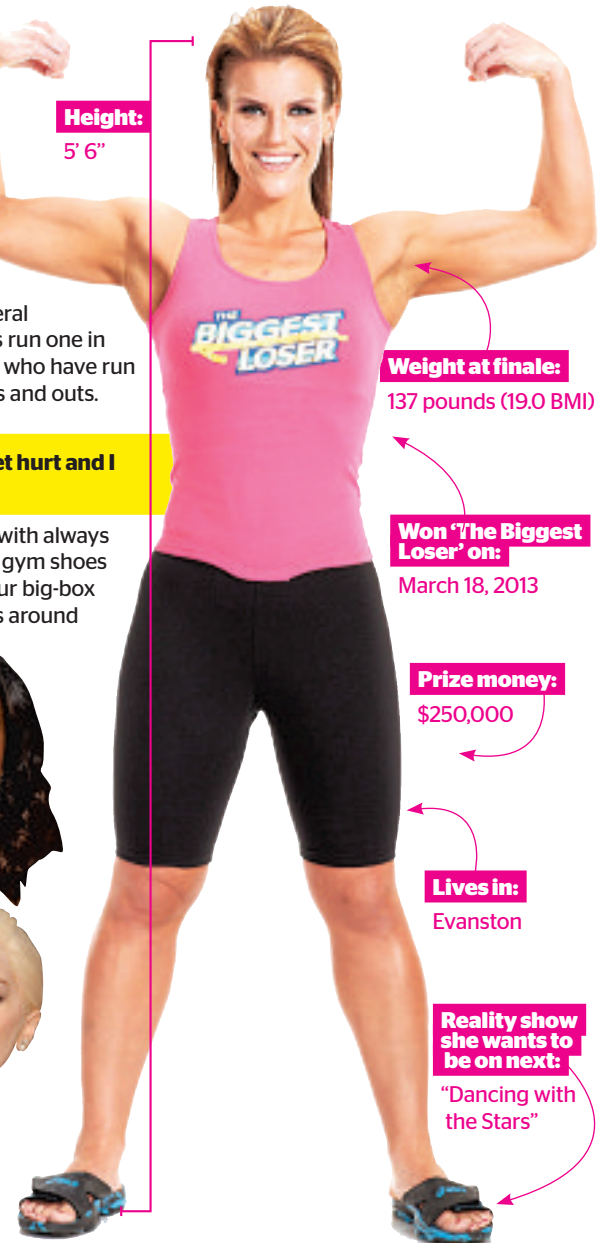 Height:
5’ 6”
THE
BIGGEST
LOSER
eral
s run one in
who have run
s and outs.
et hurt and I
with always
gym shoes
ur big-box
s around
Weight at finale:
137 pounds (19.0 BMI)
Won ‘The Biggest
Loser’ on:
March 18, 2013
Prize money:
$250,000
Lives in:
Evanston
Reality show
she wants to
be on next:
“Dancing with
the Stars”